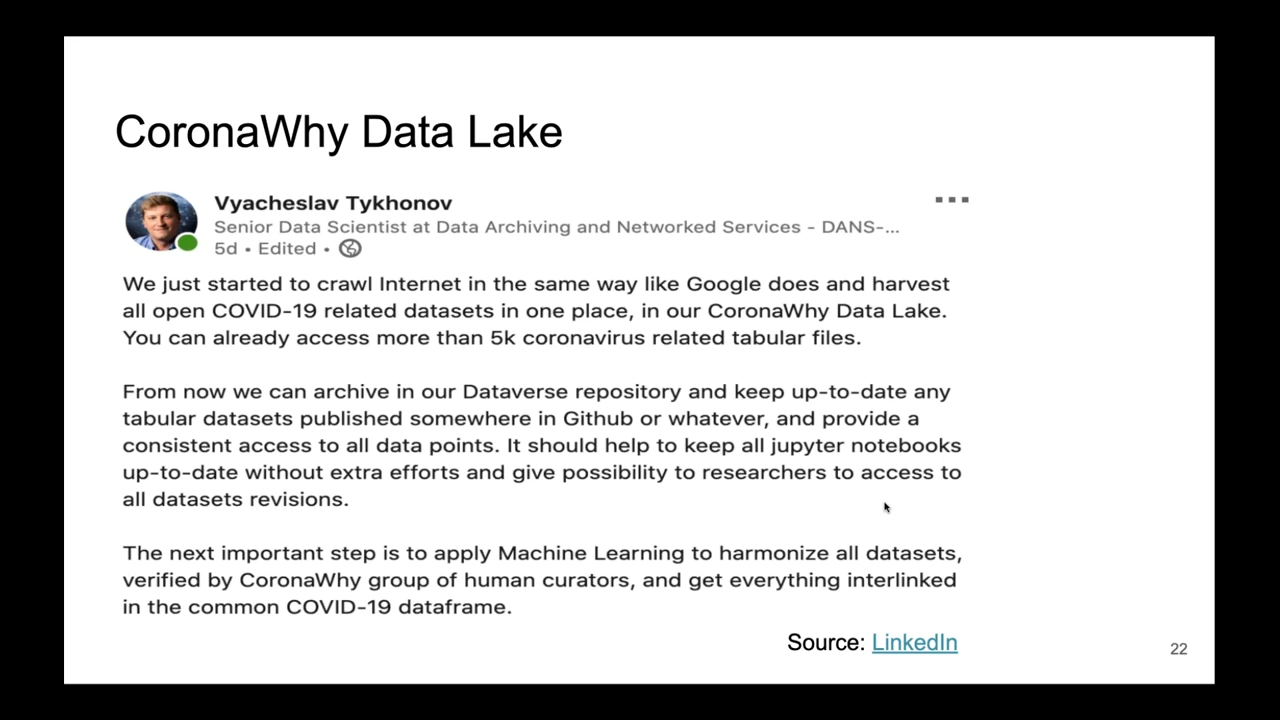 CoronaWhy Data Lake
Vyacheslav Tykhonov
Senior Data Scientist at Data Archiving and Networked Services - DANS-...
5d • Edited •
We just started to crawl Internet in the same way like Google does and harvest
all open COVID-19 related datasets in one place, in our CoronaWhy Data Lake.
You can already access more than 5k coronavirus related tabular files.
From now we can archive in our Dataverse repository and keep up-to-date any
tabular datasets published somewhere in Github or whatever, and provide a
consistent access to all data points. It should help to keep all jupyter notebooks
up-to-date without extra efforts and give possibility to researchers to access to
all datasets revisions.
The next important step is to apply Machine Learning to harmonize all datasets,
verified by CoronaWhy group of human curators, and get everything interlinked
in the common COVID-19 dataframe.
Source: LinkedIn
22